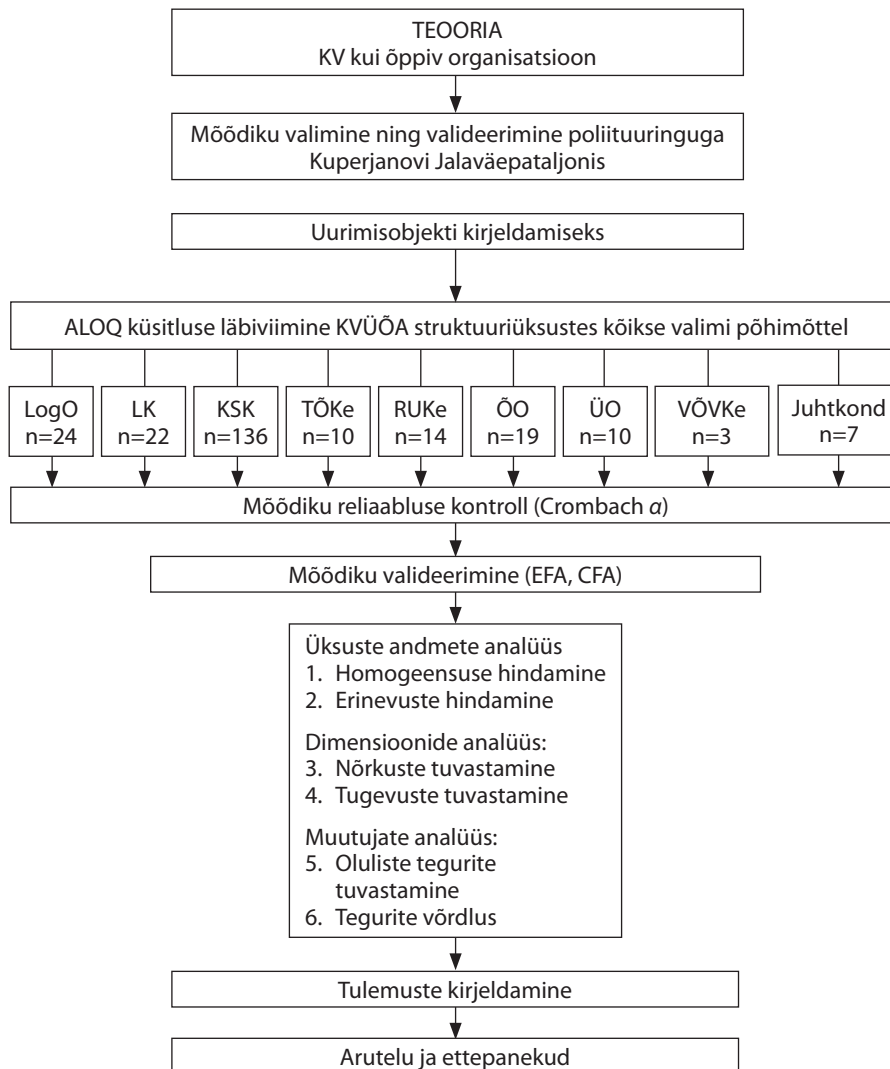 TEOORIA
KV kui õppiv organisatsioon
Mõõdiku valimine ning valideerimine poliituuringuga
Kuperjanovi Jalaväepataljonis
Uurimisobjekti kirjeldamiseks
ALOQ küsitluse läbiviimine KVÜÕA struktuuriüksustes kõikse valimi põhimõttel
LogO
n=24
LK
n=22
KSK
n=136
TÕKe
n=10
RUKe
n=14
ÕO
n=19
ÜO
n=10
VÕVKe
n=3
Juhtkond
n=7
Mõõdiku reliaabluse kontroll (Crombach α)
Mõõdiku valideerimine (EFA, CFA)
Üksuste andmete analüüs
1. Homogeensuse hindamine
2. Erinevuste hindamine
Dimensioonide analüüs:
3. Nõrkuste tuvastamine
4. Tugevuste tuvastamine
Muutujate analüüs:
5. Oluliste tegurite
tuvastamine
6. Tegurite võrdlus
Tulemuste kirjeldamine
Arutelu ja ettepanekud